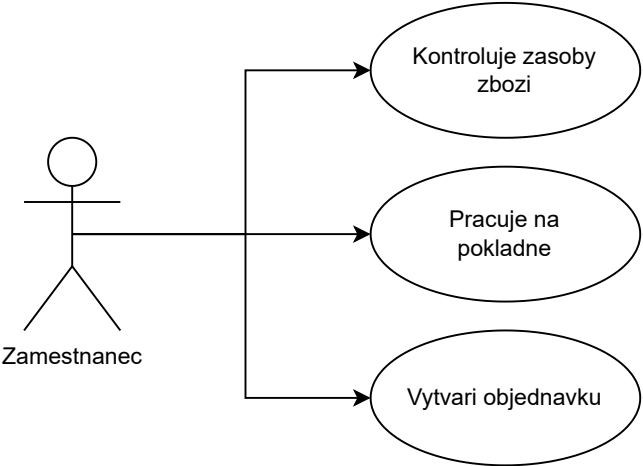 Kontroluje zasoby
zbozi
Pracuje na
pokladne
Zamestnanec
Vytvari objednavku